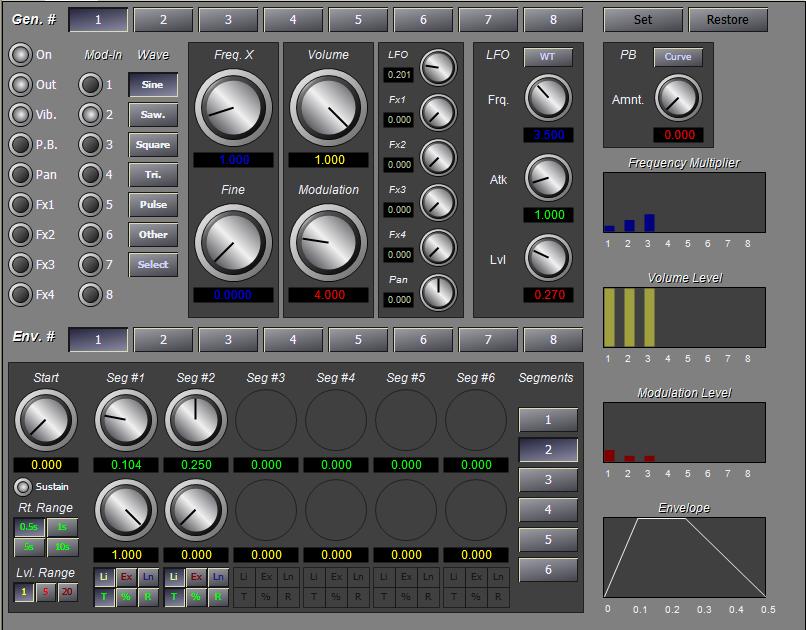 Gen. # 1 2 3 4 5 6 7 8 Set Restore
On Mod-In Wave
Out 1 Sine
Vib. 2 Saw.
P.B. 3 Square
Pan 4 Tri.
Fx1 5 Pulse
Fx2 6 Other
Fx3 7 Select
Fx4 8
Freq. X Volume
1.000 1.000
Fine Modulation
0.0000 4.000
LFO
0.201
Fx1
0.000
Fx2
0.000
Fx3
0.000
Fx4
0.000
Pan
0.000
LFO WT
Frq.
3.500
Atk
1.000
Lvl
0.270
PB Curve
Amnt.
0.000
Frequency Multiplier
1 2 3 4 5 6 7 8
Volume Level
1 2 3 4 5 6 7 8
Modulation Level
1 2 3 4 5 6 7 8
Envelope
0 0.1 0.2 0.3 0.4 0.5
Env. # 1 2 3 4 5 6 7 8
Start Seg #1 Seg #2 Seg #3 Seg #4 Seg #5 Seg #6 Segments
0.000 0.104 0.250 0.000 0.000 0.000 0.000
Sustain
Rt. Range
0.5s 1s
5s 10s
1.000 0.000 0.000 0.000 0.000 0.000
Lvl. Range
1 5 20
Li Ex Ln Li Ex Ln Li Ex Ln Li Ex Ln Li Ex Ln Li Ex Ln
T % R T % R T % R T % R T % R T % R
1
2
3
4
5
6